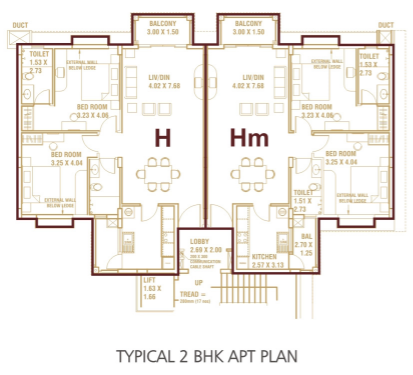 DUCT
BALCONY
3.00 X 1.50
BALCONY
3.00 X 1.50
DUCT
TOILET
1.53 X
2.73
EXTERNAL WALL
BELOW LEDGE
LIV/DIN
4.02 X 7.68
LIV/DIN
4.02 X 7.68
EXTERNAL WALL
BELOW LEDGE
TOILET
1.53 X
2.73
BED ROOM
3.23 X 4.06
BED ROOM
3.23 X 4.06
H
Hm
BED ROOM
3.25 X 4.04
BED ROOM
3.25 X 4.04
EXTERNAL WALL
BELOW LEDGE
TOILET
1.51 X
2.73
EXTERNAL WALL
BELOW LEDGE
LOBBY
2.69 X 2.00
COMMUNICATION
CABLE SHAFT
KITCHEN
2.57 X 3.13
BAL
2.70 X
1.25
LIFT
1.63 X
1.66
UP
TREAD =
TYPICAL 2 BHK APT PLAN